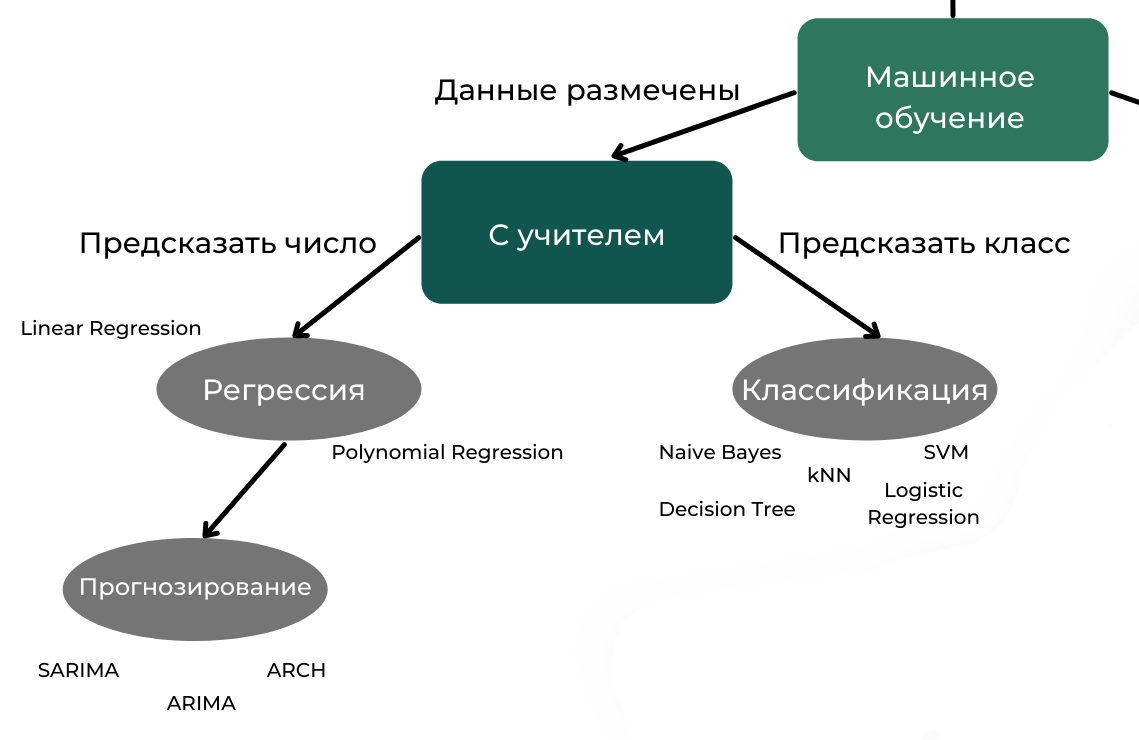 Машинное
обучение
Данные размечены
С учителем
Предсказать число
Предсказать класс
Linear Regression
Регрессия
Классификация
Polynomial Regression
Naive Bayes
SVM
kNN
Logistic
Regression
Decision Tree
Прогнозирование
SARIMA
ARCH
ARIMA